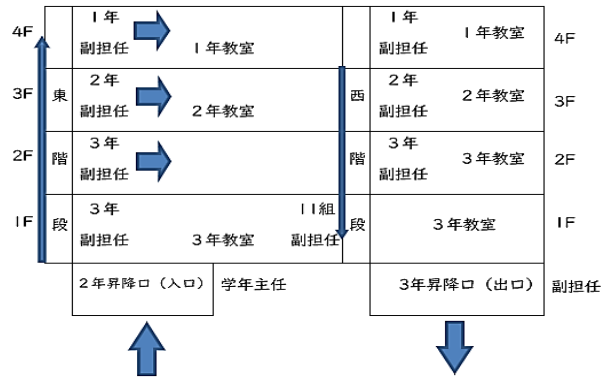 4F
1年
副担任
1年教室
1年
副担任
1年教室
4F
3F
東
2年
副担任
2年教室
西
2年
副担任
2年教室
3F
2F
階
3年
副担任
階
3年
副担任
3年教室
2F
1F
段
3年
副担任
3年教室
11組
副担任
段
3年教室
1F
2年昇降口（入口）
学年主任
3年昇降口（出口）
副担任